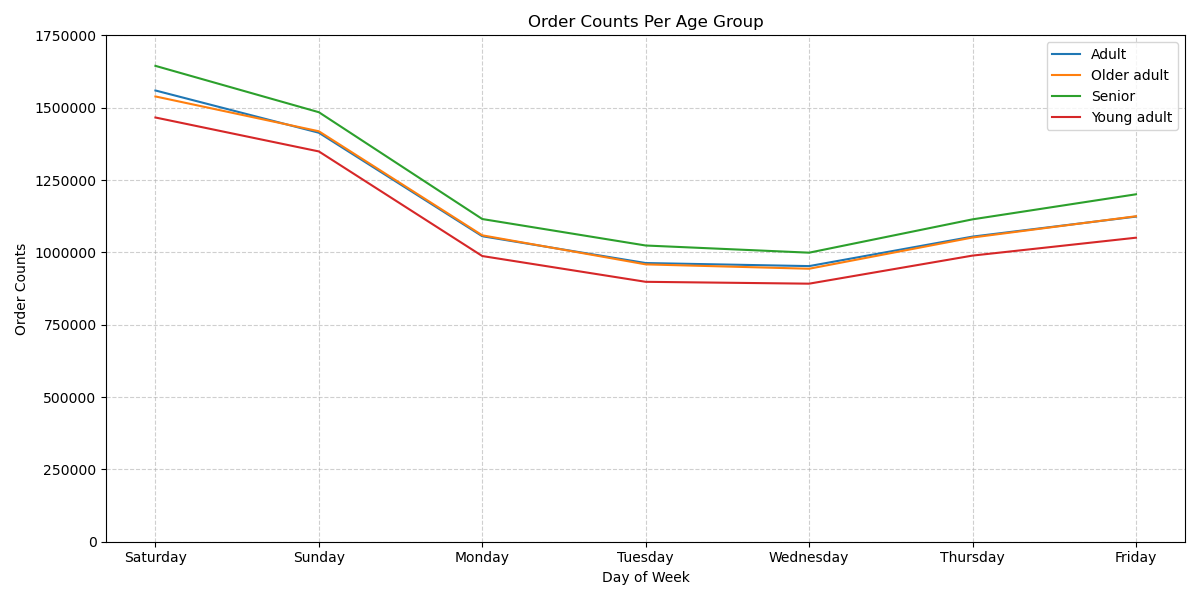 Order Counts Per Age Group
1750000
1500000
1250000
1000000
750000
500000
250000
0
Order Counts
Adult
Older adult
Senior
Young adult
Saturday Sunday Monday Tuesday Wednesday Thursday Friday
Day of Week